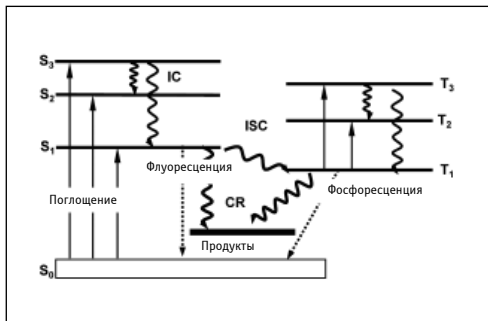 S₃
IC
T₃
S₂
ISC
T₂
S₁
Флуоресценция
T₁
Фосфоресценция
Поглощение
CR
Продукты
S₀